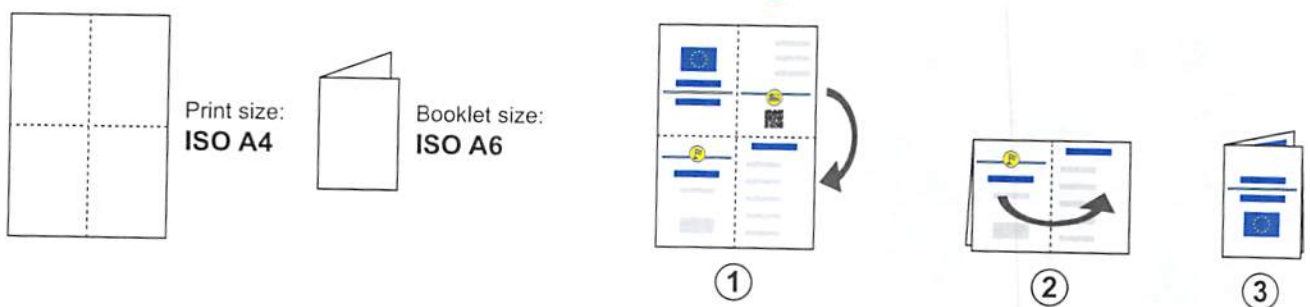 Print size:
ISO A4
Booklet size:
ISO A6
1
2
3